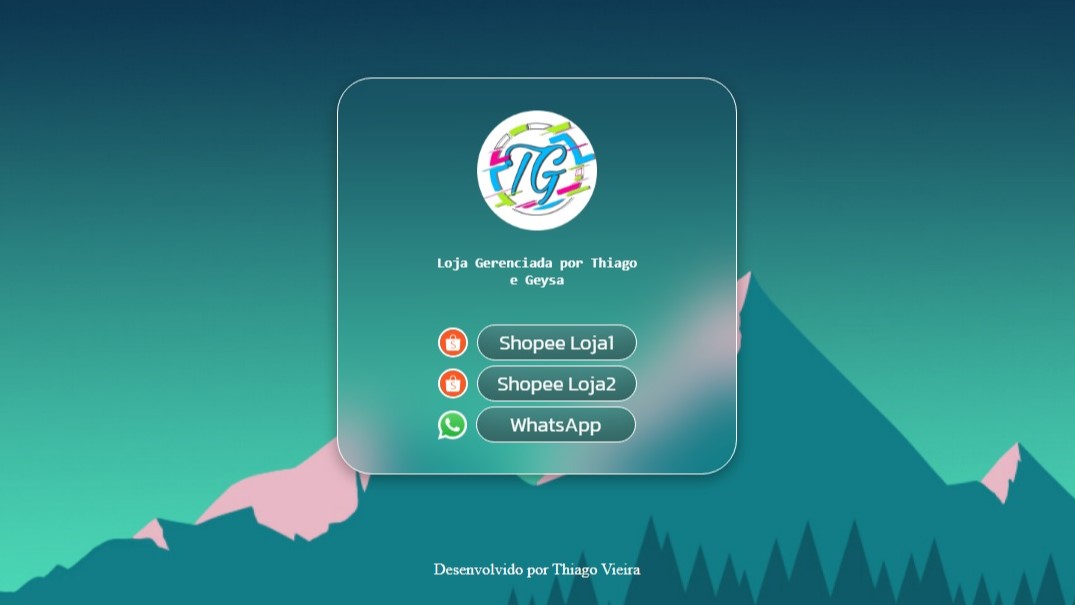 TG
Loja Gerenciada por Thiago
e Geysa
Shopee Loja1
Shopee Loja2
WhatsApp
Desenvolvido por Thiago Vieira